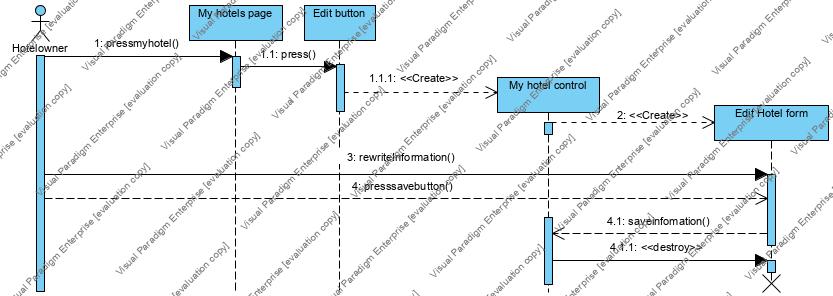 My hotels page
Edit button
Hotelowner
1: pressmyhotel()
1.1: press()
1.1.1: <<Create>>
My hotel control
2: <<Create>>
Edit Hotel form
3: rewriteInformation()
4: presssavebutton()
4.1: saveinfomation()
4.1.1: <<destroy>>
Visual Paradigm Enterprise [evaluation copy]